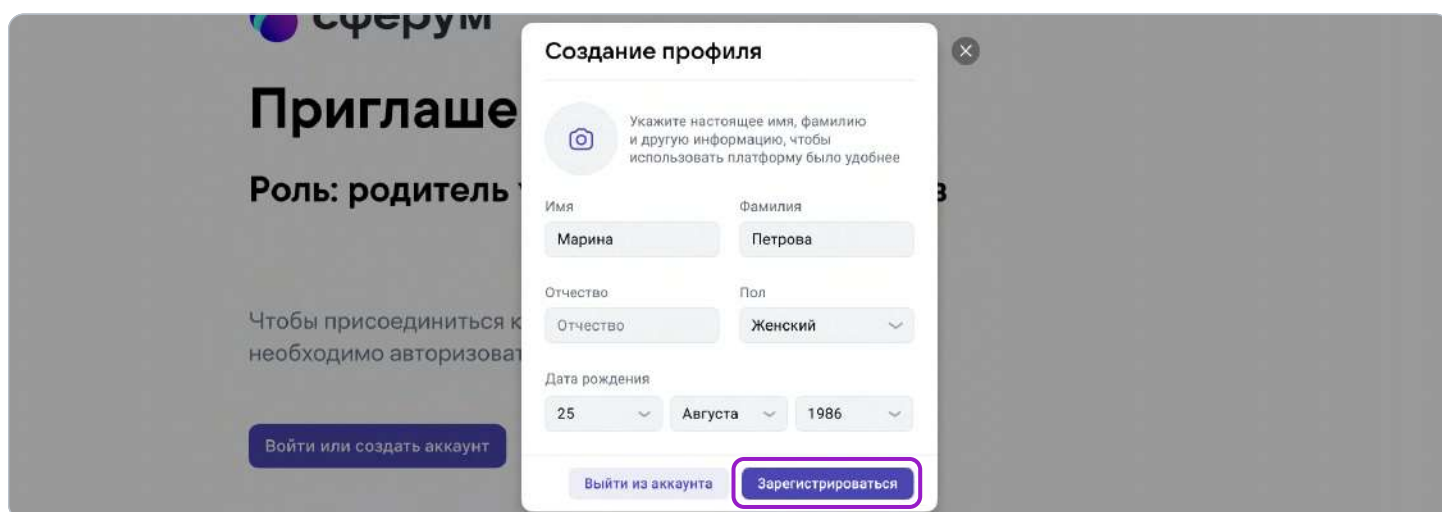 сферум
Приглаше
Роль: родитель
Чтобы присоединиться к
необходимо авторизоват
Войти или создать аккаунт
Создание профиля
Укажите настоящее имя, фамилию
и другую информацию, чтобы
использовать платформу было удобнее
Имя
Фамилия
Марина
Петрова
Отчество
Пол
Отчество
Женский
Дата рождения
25
Августа
1986
Выйти из аккаунта
Зарегистрироваться